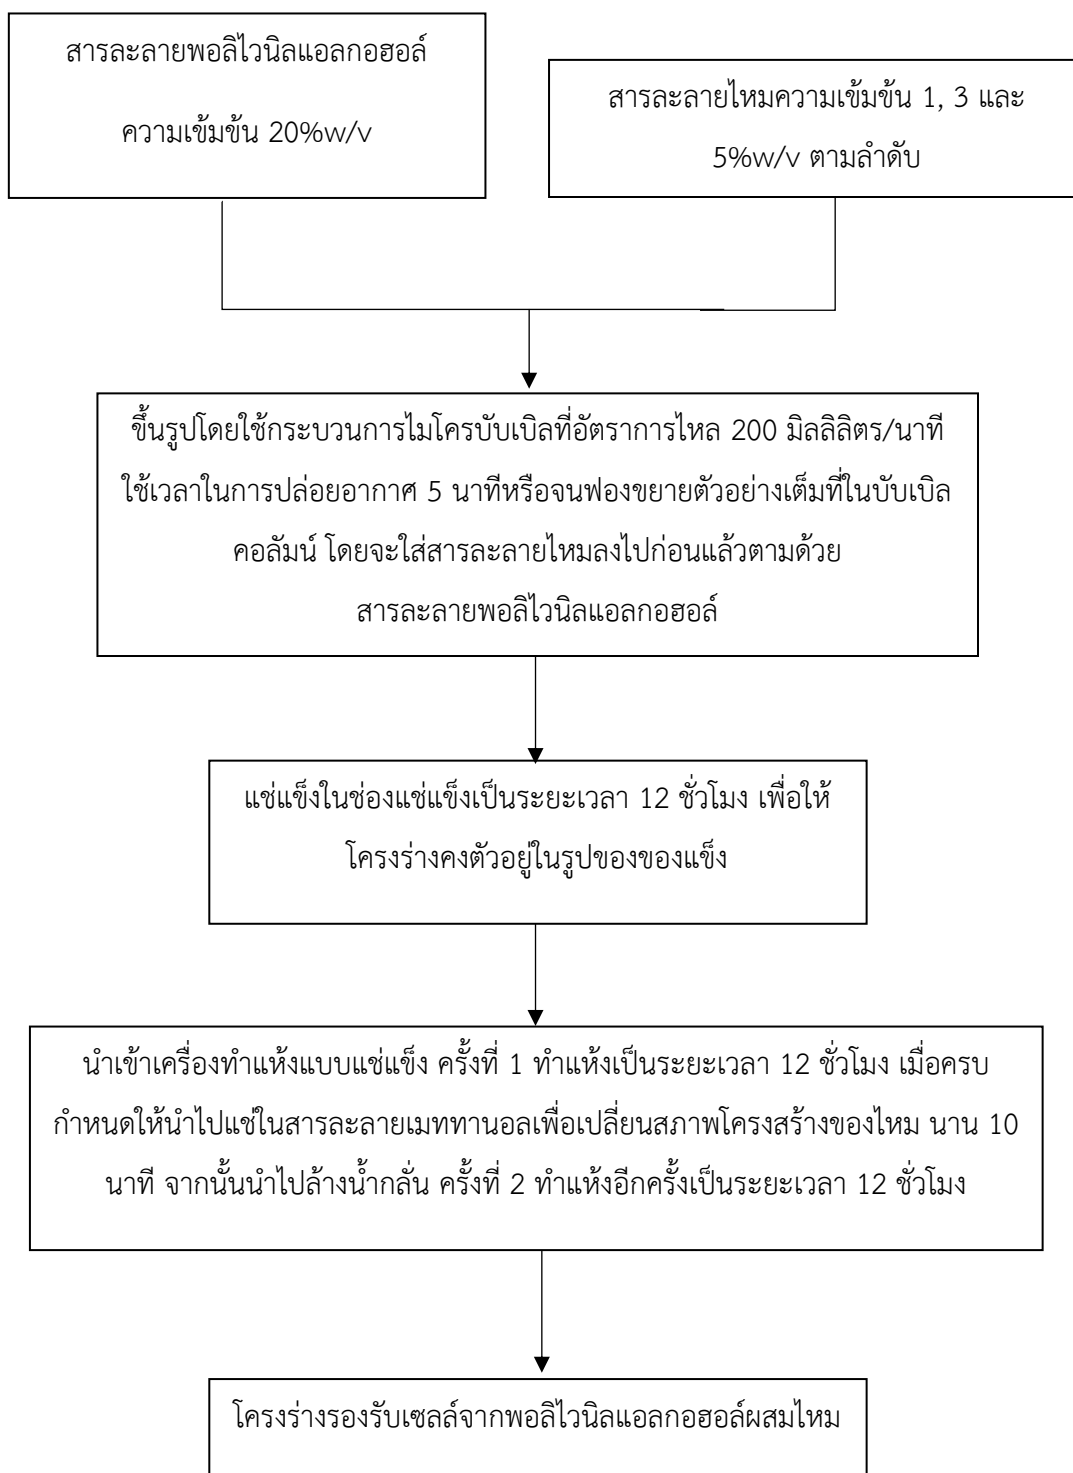 สารละลายพอลิไวนิลแอลกอฮอล์
ความเข้มข้น 20%w/v
สารละลายไหมความเข้มข้น 1, 3 และ
5%w/v ตามลำดับ
ขึ้นรูปโดยใช้กระบวนการไมโครบับเบิลที่อัตราการไหล 200 มิลลิลิตร/นาที
ใช้เวลาในการปล่อยอากาศ 5 นาทีหรือจนฟองขยายตัวอย่างเต็มที่ในบับเบิล
คอลัมน์ โดยจะใส่สารละลายไหมลงไปก่อนแล้วตามด้วย
สารละลายพอลิไวนิลแอลกอฮอล์
แช่แข็งในช่องแช่แข็งเป็นระยะเวลา 12 ชั่วโมง เพื่อให้
โครงร่างคงตัวอยู่ในรูปของของแข็ง
นำเข้าเครื่องทำแห้งแบบแช่แข็ง ครั้งที่ 1 ทำแห้งเป็นระยะเวลา 12 ชั่วโมง เมื่อครบ
กำหนดให้นำไปแช่ในสารละลายเมททานอลเพื่อเปลี่ยนสภาพโครงสร้างของไหม นาน 10
นาที จากนั้นนำไปล้างน้ำกลั่น ครั้งที่ 2 ทำแห้งอีกครั้งเป็นระยะเวลา 12 ชั่วโมง
โครงร่างรองรับเซลล์จากพอลิไวนิลแอลกอฮอล์ผสมไหม